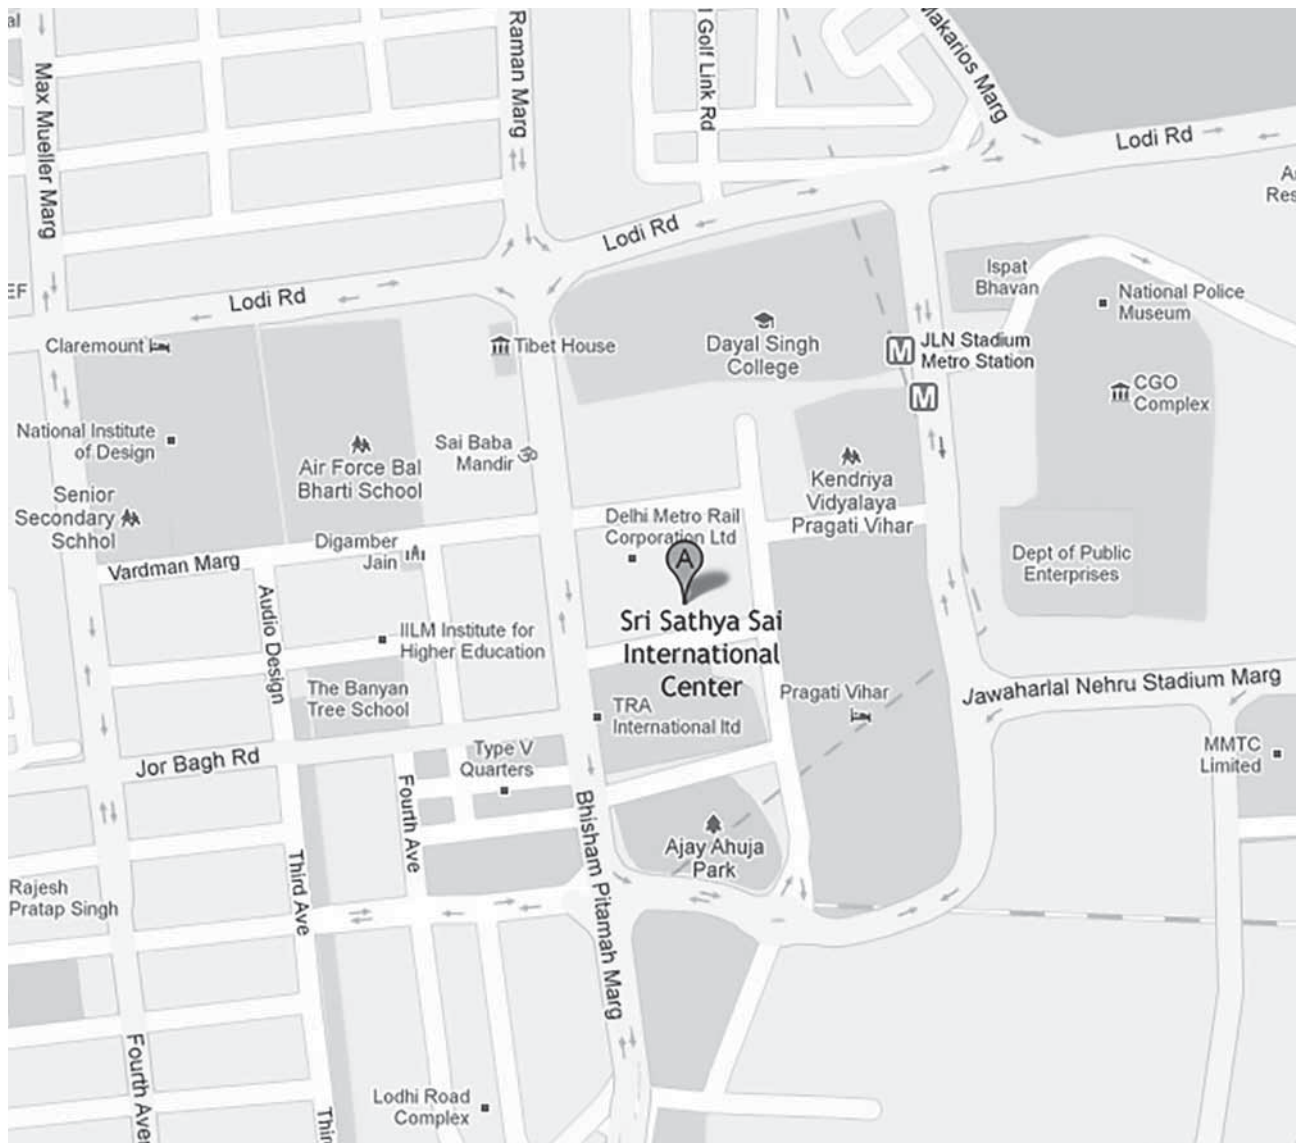 al
Max Mueller Marg
Raman Marg
Golf Link Rd
Makarios Marg
Lodi Rd
Lodi Rd
Lodi Rd
EF
Claremount
Tibet House
Dayal Singh
College
M
JLN Stadium
Metro Station
M
Ispat
Bhavan
National Police
Museum
CGO
Complex
National Institute
of Design
Air Force Bal
Bharti School
Sai Baba
Mandir
ॐ
Kendriya
Vidyalaya
Pragati Vihar
Senior
Secondary
Schhol
Delhi Metro Rail
Corporation Ltd
Digamber
Jain
Vardman Marg
Dept of Public
Enterprises
A
Sri Sathya Sai
International
Center
Audio Design
IILM Institute for
Higher Education
The Banyan
Tree School
TRA
International ltd
Pragati Vihar
Jawaharlal Nehru Stadium Marg
Jor Bagh Rd
Type V
Quarters
MMTC
Limited
Fourth Ave
Bhisham Pitamah Marg
Ajay Ahuja
Park
Rajesh
Pratap Singh
Third Ave
Fourth Aver
Lodhi Road
Complex
Thir